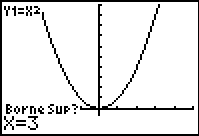 Y1=X2
Borne Sup?
X=3